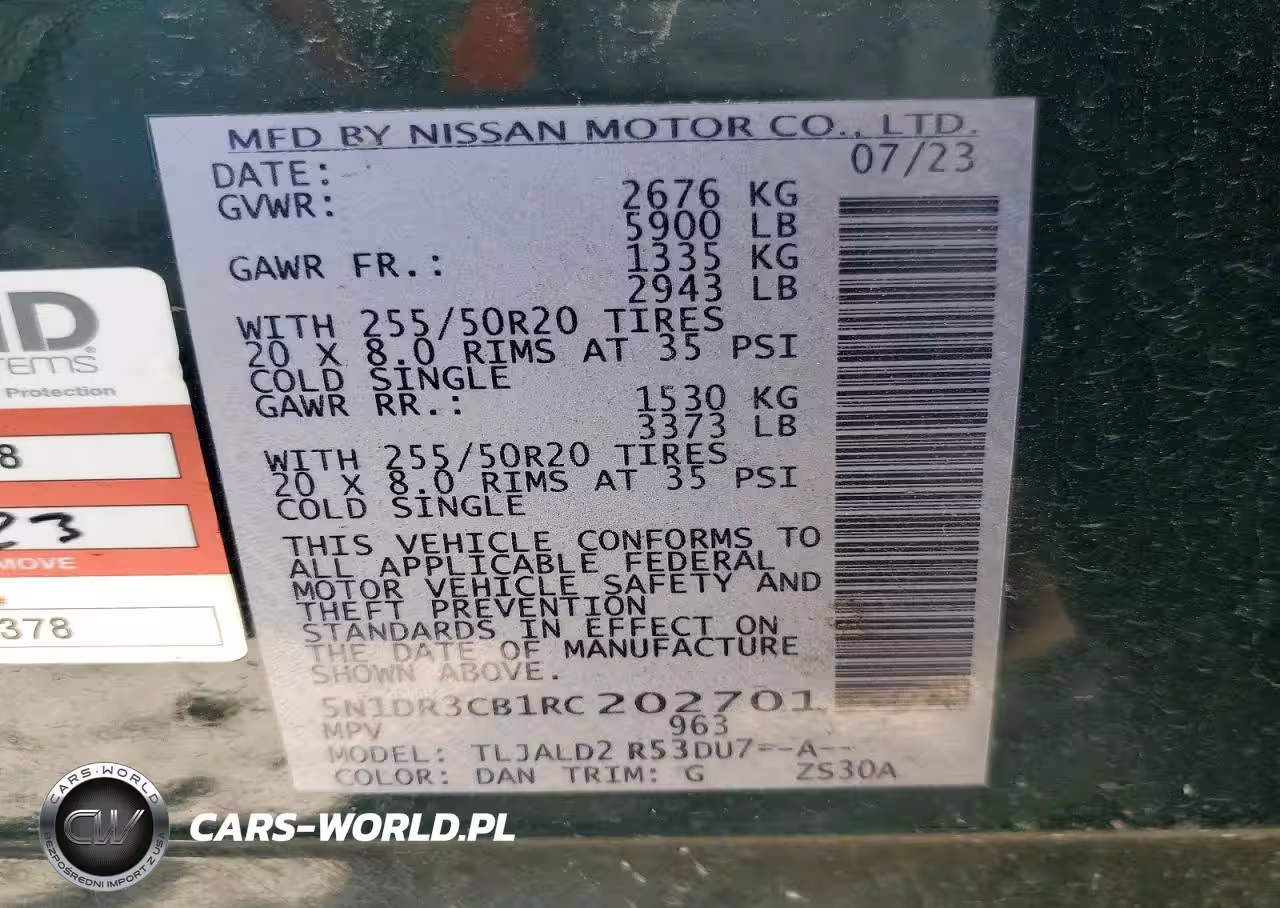 MFD BY NISSAN MOTOR CO., LTD.
DATE: 07/23
GVWR: 2676 KG
5900 LB
GAWR FR.: 1335 KG
2943 LB
WITH 255/50R20 TIRES
20 X 8.0 RIMS AT 35 PSI
COLD SINGLE
GAWR RR.: 1530 KG
3373 LB
WITH 255/50R20 TIRES
20 X 8.0 RIMS AT 35 PSI
COLD SINGLE
THIS VEHICLE CONFORMS TO
ALL APPLICABLE FEDERAL
MOTOR VEHICLE SAFETY AND
THEFT PREVENTION
STANDARDS IN EFFECT ON
THE DATE OF MANUFACTURE
SHOWN ABOVE.
5N1DR3CB1RC202701
MPV 963
MODEL: TLJALD2 R53DU7--A--
COLOR: DAN TRIM: G ZS30A
Protection
8
23
378
CARS-WORLD
CW
BEZPOŚREDNI IMPORT Z USA
CARS-WORLD.PL